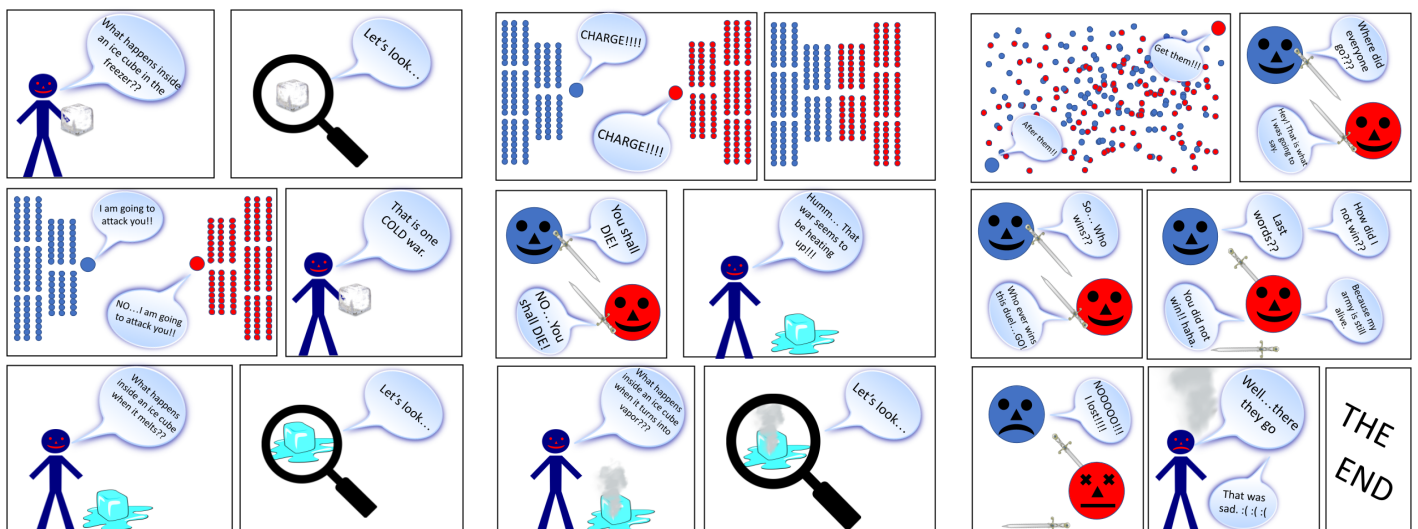 What happens
inside
an ice cube in the
freezer??
Let's look...
I am going to
attack you!!
NO...I am going
to attack you!!
That is one
COLD war.
What happens
inside an ice cube
when it melts??
Let's look...
CHARGE!!!!
CHARGE!!!!
You shall
DIE!
NO... You
shall DIE!
Humm... That
war seems to
be heating
up!!!
What happens
inside an ice cube
when it turns into
vapor???
Let's look...
Get them!!!
After them!!
Where did
everyone
go???
Hey! That is what
I was going to
say.
So... Who
wins??
Who ever wins
this duel.. GO!
Last
words??
How did I
not win??
You did not
win!! haha.
Because my
army is still
alive.
NOOOOO!!!
I lost!!!!
Well...there
they go
That was
sad. :( :( :(
THE
END